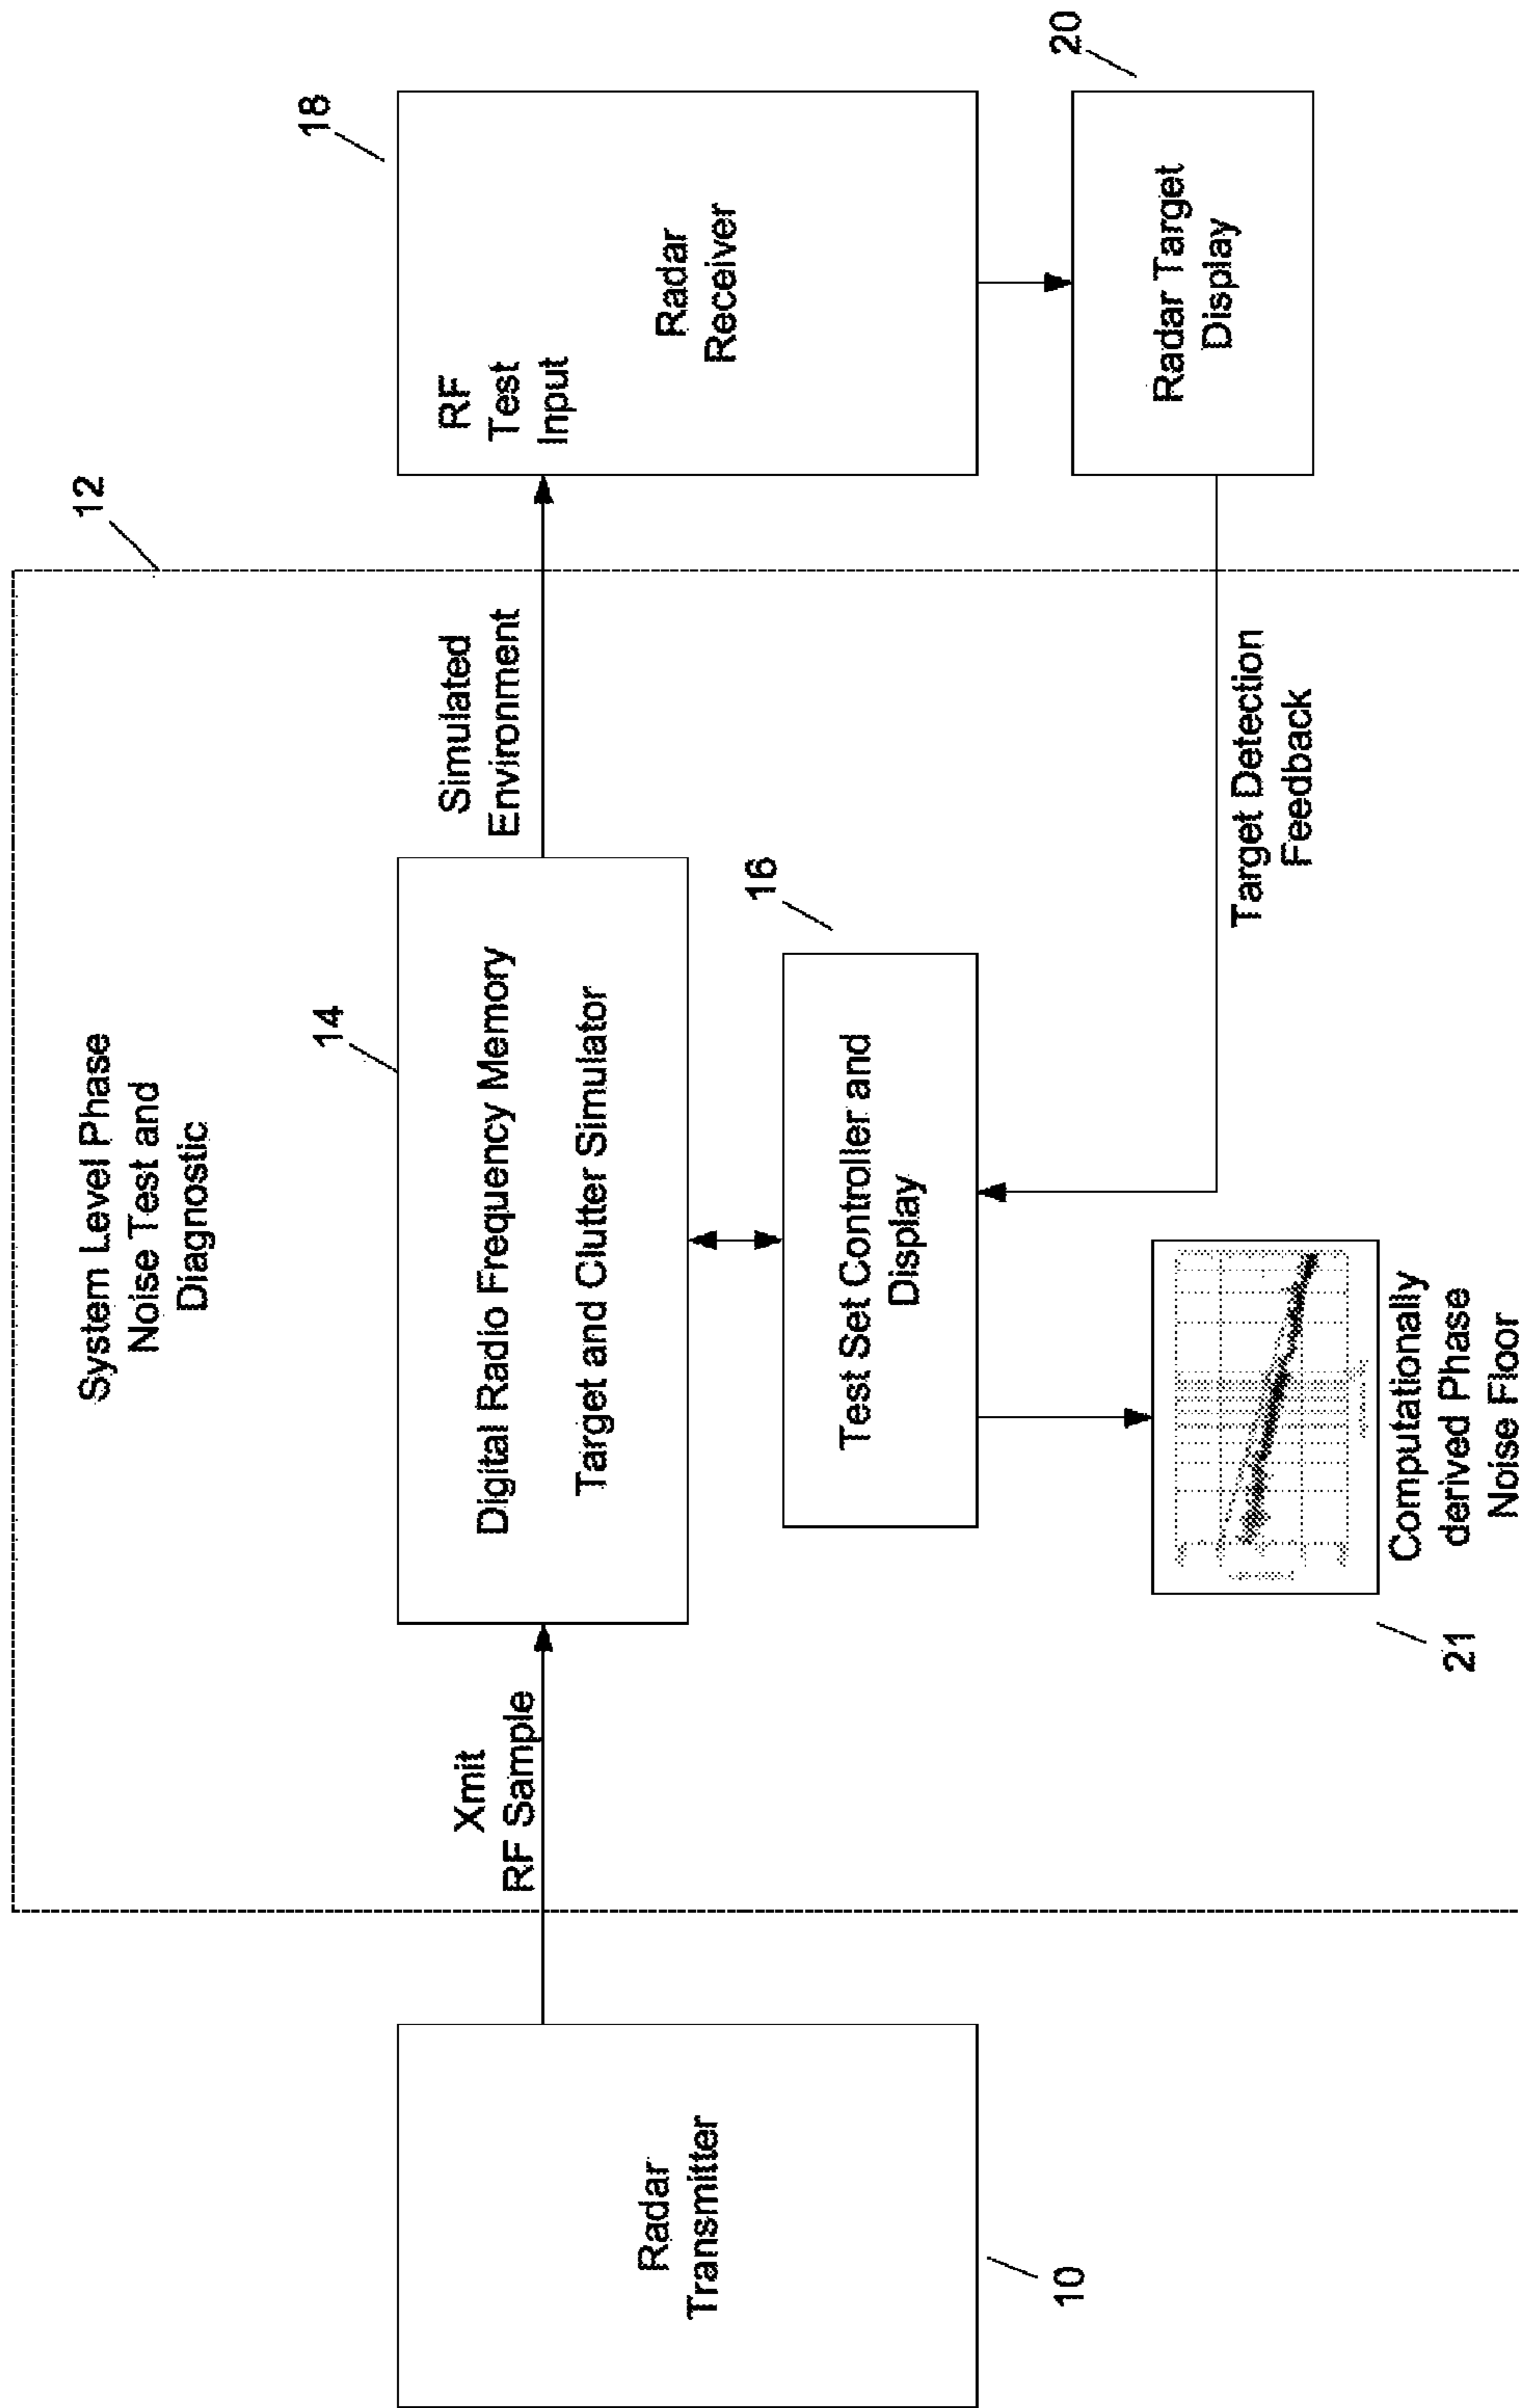 System Level Phase
Noise Test and
Diagnostic
12
Radar
Transmitter
10
Xmit
RF Sample
14
Digital Radio Frequency Memory
Target and Clutter Simulator
Simulated
Environment
18
RF
Test
Input
Radar
Receiver
16
Test Set Controller and
Display
20
Radar Target
Display
Target Detection
Feedback
21
Computationally
derived Phase
Noise Floor